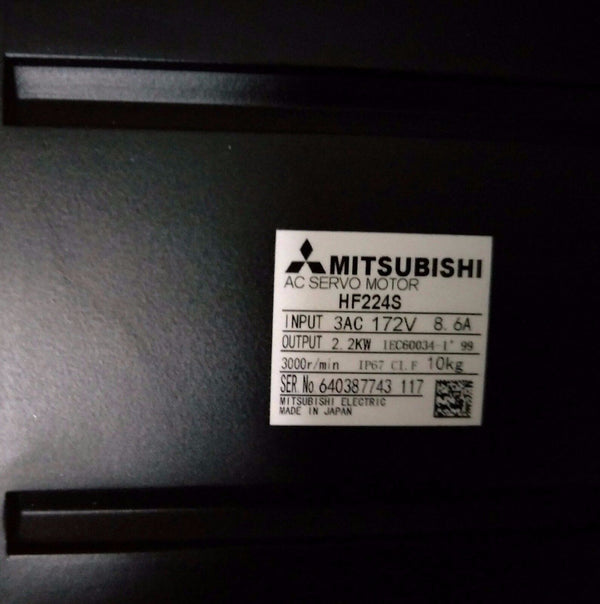 MITSUBISHI
AC SERVO MOTOR
HF224S
INPUT 3AC 172V 8.6A
OUTPUT 2.2KW IEC60034-1'99
3000r/min IP67 CI.F 10kg
SER.No 640387743 117
MITSUBISHI ELECTRIC
MADE IN JAPAN